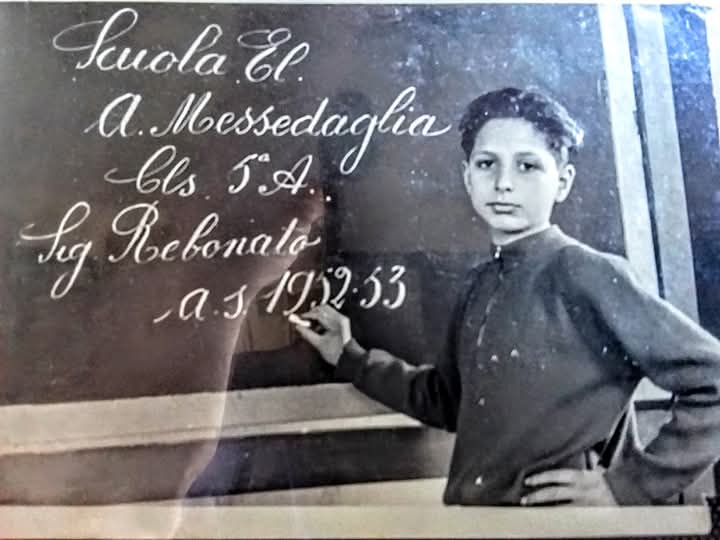 Scuola El.
A. Messedaglia
Cls. 5ª A.
Sig Rebonato
a.s. 1952-53